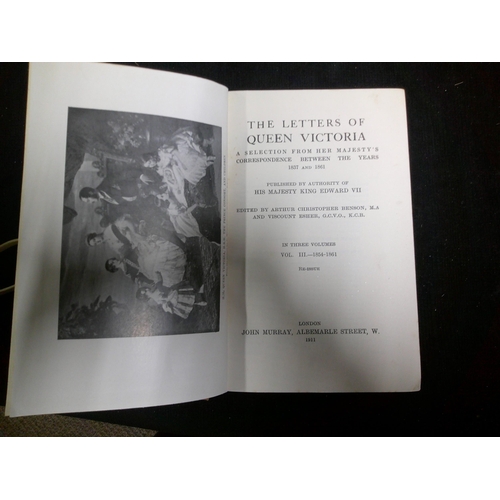 THE LETTERS OF
QUEEN VICTORIA
A SELECTION FROM HER MAJESTY'S
CORRESPONDENCE BETWEEN THE YEARS
1837 AND 1861
PUBLISHED BY AUTHORITY OF
HIS MAJESTY KING EDWARD VII
EDITED BY ARTHUR CHRISTOPHER BENSON, M.A
AND VISCOUNT ESHER, G.C.V.O., K.C.B.
IN THREE VOLUMES
VOL. III.—1854-1861
RE-ISSUE
LONDON
JOHN MURRAY, ALBEMARLE STREET, W.
1911